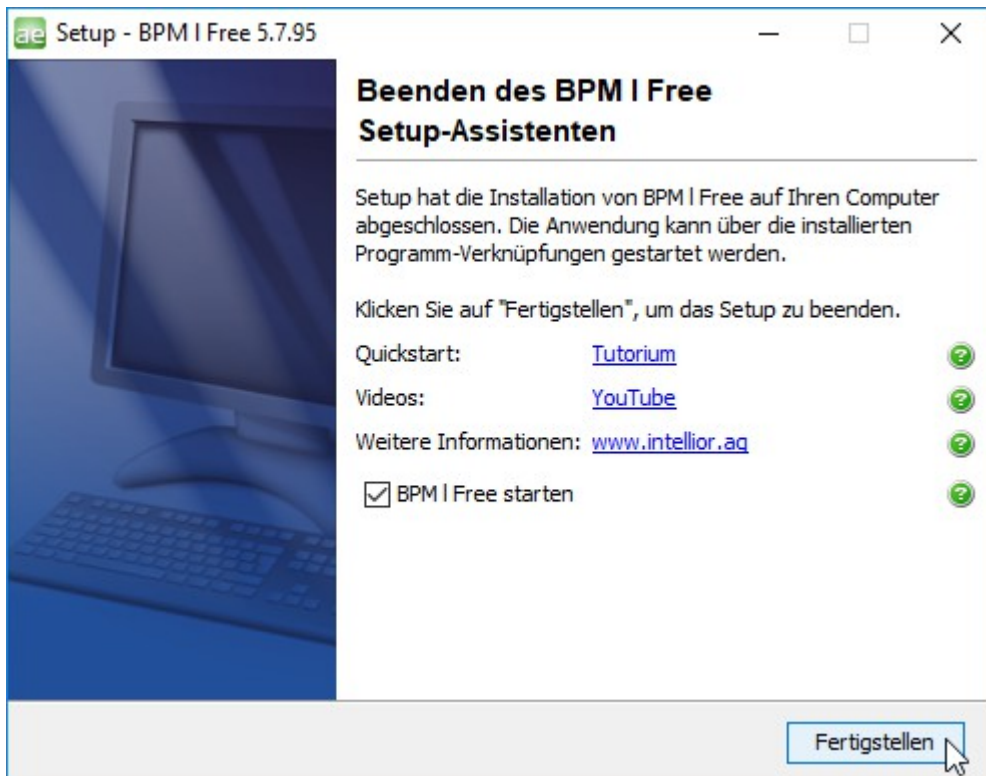 ae Setup - BPM l Free 5.7.95
Beenden des BPM l Free
Setup-Assistenten
Setup hat die Installation von BPM l Free auf Ihren Computer
abgeschlossen. Die Anwendung kann über die installierten
Programm-Verknüpfungen gestartet werden.
Klicken Sie auf "Fertigstellen", um das Setup zu beenden.
Quickstart: Tutorium ?
Videos: YouTube ?
Weitere Informationen: www.intellior.ag ?
BPM l Free starten ?
Fertigstellen